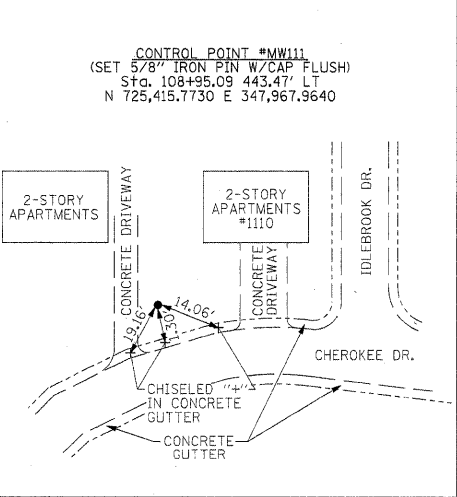 CONTROL POINT #MW111
(SET 5/8" IRON PIN W/CAP FLUSH)
Sta. 108+95.09 443.47' LT
N 725,415.7730 E 347,967.9640
2-STORY
APARTMENTS
CONCRETE DRIVEWAY
2-STORY
APARTMENTS
#1110
CONCRETE
DRIVEWAY
IDLEBROOK DR.
19.16'
1.30'
14.06'
CHEROKEE DR.
CHISELED "+"
IN CONCRETE
GUTTER
CONCRETE
GUTTER